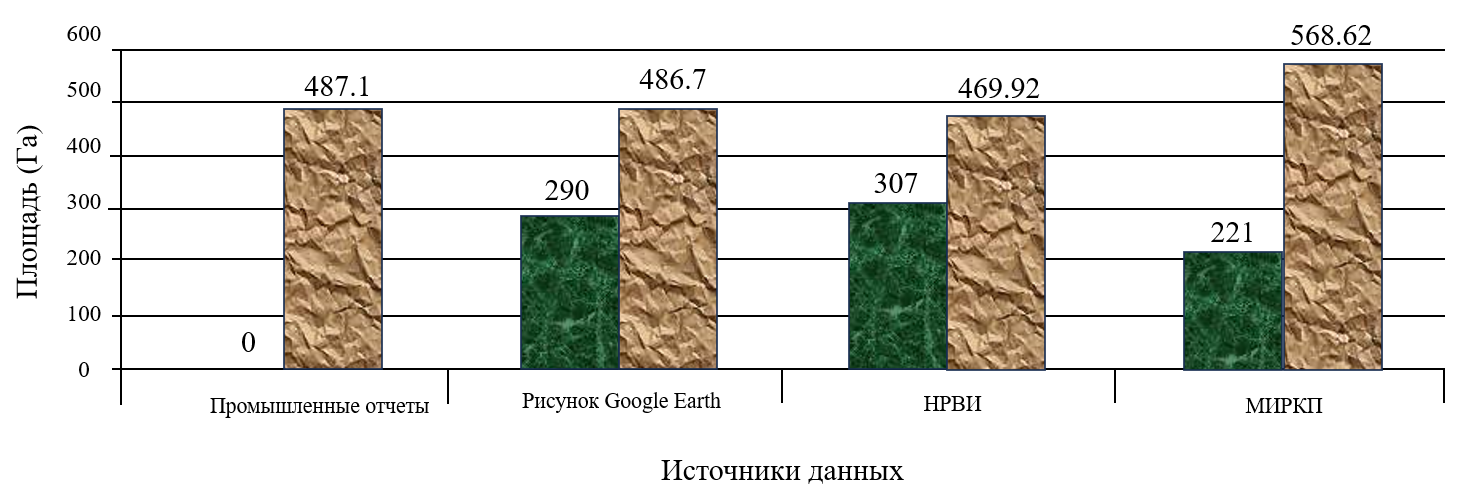 600
500
400
300
200
100
0
Площадь (Га)
0
487.1
290
486.7
307
469.92
221
568.62
Промышленные отчеты
Рисунок Google Earth
НРВИ
МИРКП
Источники данных